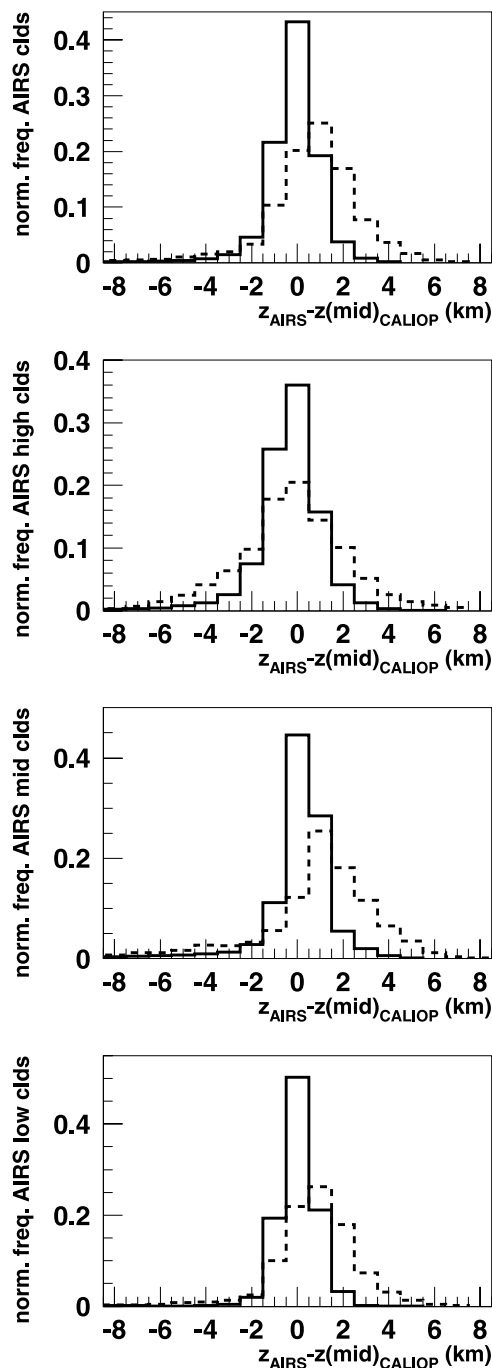 norm. freq. AIRS clds
0.4
0.3
0.2
0.1
0
-8 -6 -4 -2 0 2 4 6 8
zAIRS-z(mid)CALIOP (km)
norm. freq. AIRS high clds
0.4
0.3
0.2
0.1
0
-8 -6 -4 -2 0 2 4 6 8
zAIRS-z(mid)CALIOP (km)
norm. freq. AIRS mid clds
0.4
0.2
0
-8 -6 -4 -2 0 2 4 6 8
zAIRS-z(mid)CALIOP (km)
norm. freq. AIRS low clds
0.4
0.2
0
-8 -6 -4 -2 0 2 4 6 8
zAIRS-z(mid)CALIOP (km)